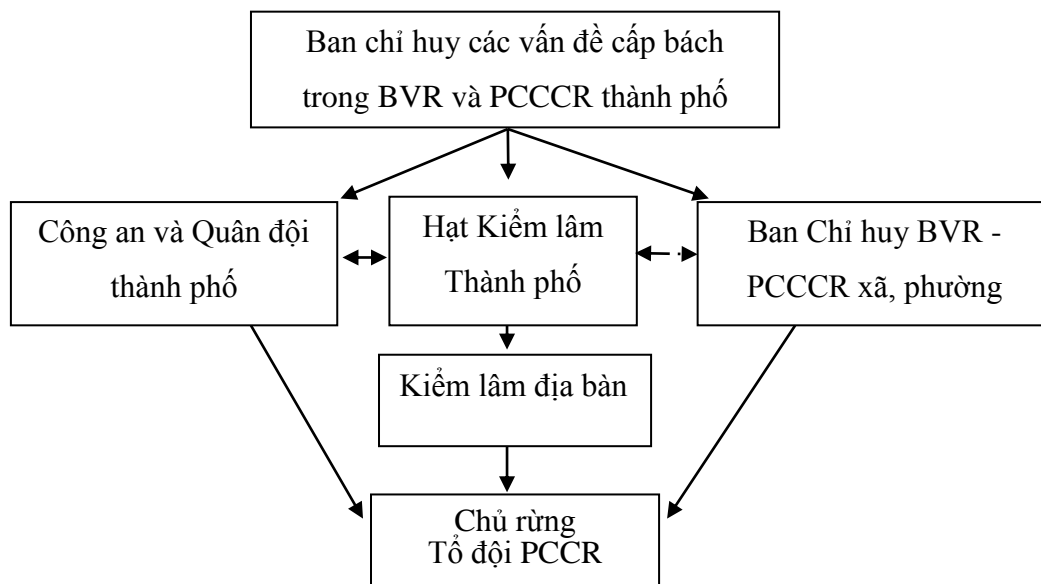 Ban chỉ huy các vấn đề cấp bách
trong BVR và PCCCR thành phố
Công an và Quân đội
thành phố
Hạt Kiểm lâm
Thành phố
Ban Chỉ huy BVR -
PCCCR xã, phường
Kiểm lâm địa bàn
Chủ rừng
Tổ đội PCCR